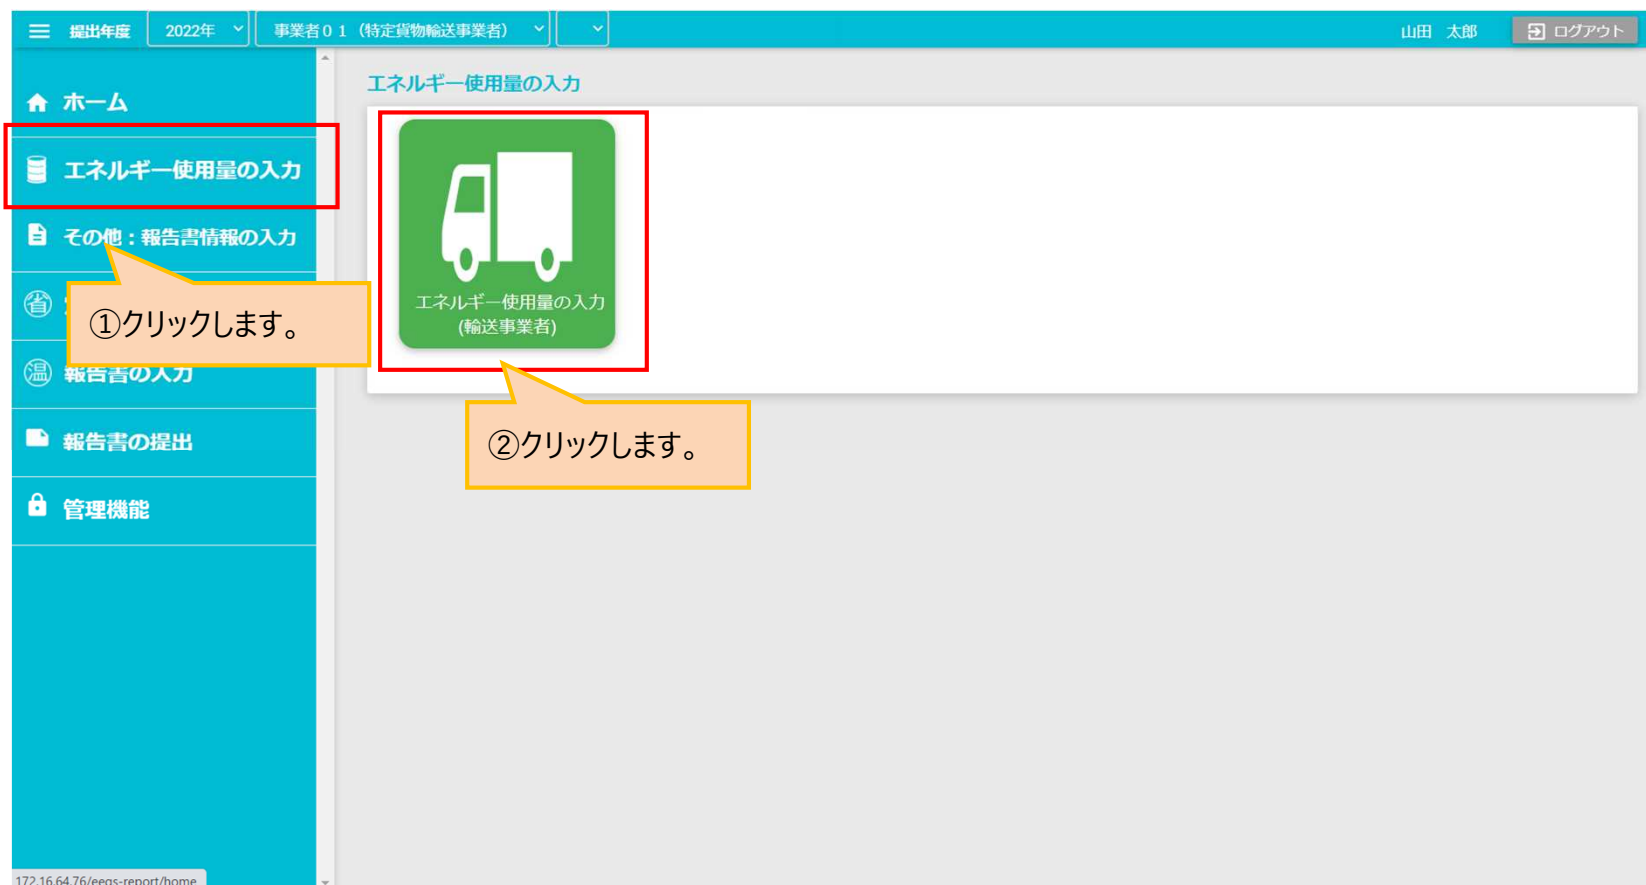 提出年度 2022年 事業者01（特定貨物輸送事業者） 山田 太郎 ログアウト
ホーム
エネルギー使用量の入力
その他：報告書情報の入力
省
①クリックします。
温 報告書の入力
報告書の提出
管理機能
エネルギー使用量の入力
エネルギー使用量の入力
(輸送事業者)
②クリックします。
172.16.64.76/eegs-report/home